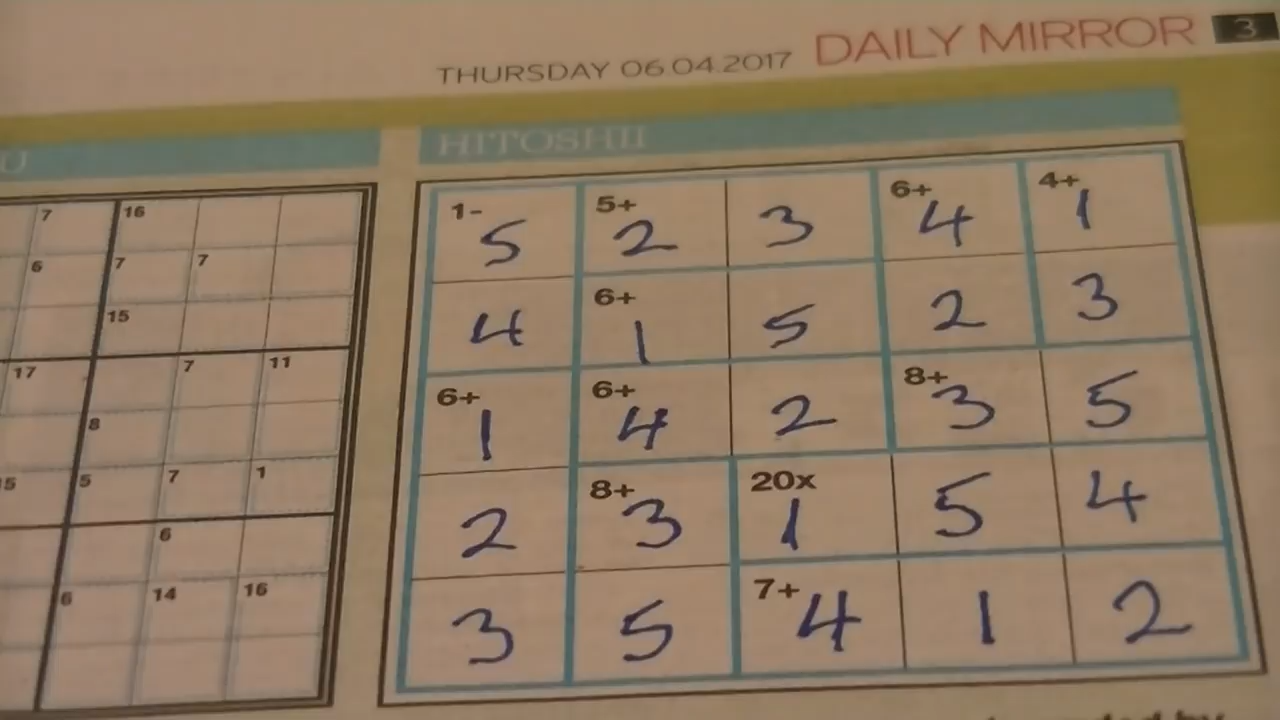 THURSDAY 06.04.2017 DAILY MIRROR 3
U
HITOSHII
7 16
6 7 7
15
17 7 11
8
5 5 7 1
6
6 14 16
1- 5+ 6+ 4+
5 2 3 4 1
6+
4 1 5 2 3
6+ 6+ 8+
1 4 2 3 5
8+ 20x
2 3 1 5 4
7+
3 5 4 1 2